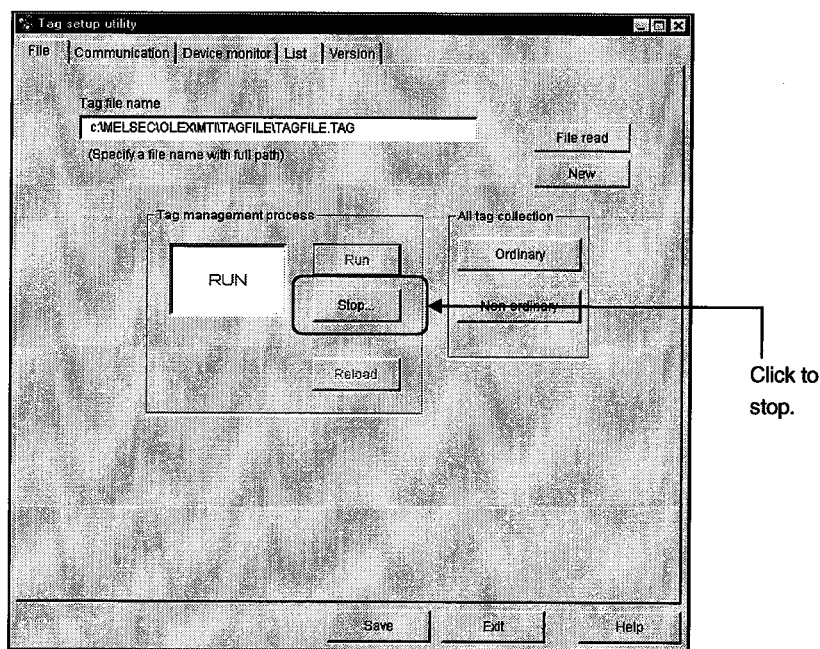 Tag setup utility
File Communication Device monitor List Version
Tag file name
c:\MELSEC\OLEX\MTI\TAGFILE\TAGFILE.TAG
(Specify a file name with full path)
File read
New
Tag management process
RUN
Run
Stop...
Reload
All tag collection
Ordinary
Non ordinary
Click to
stop.
Save Exit Help